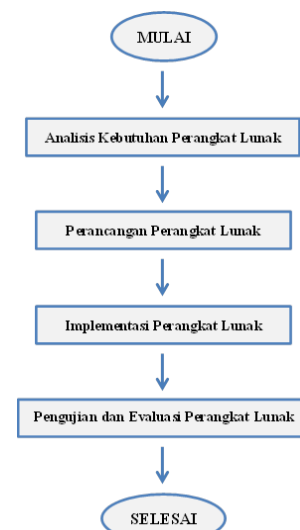 MULAI
Analisis Kebutuhan Perangkat Lunak
Perancangan Perangkat Lunak
Implementasi Perangkat Lunak
Pengujian dan Evaluasi Perangkat Lunak
SELESAI